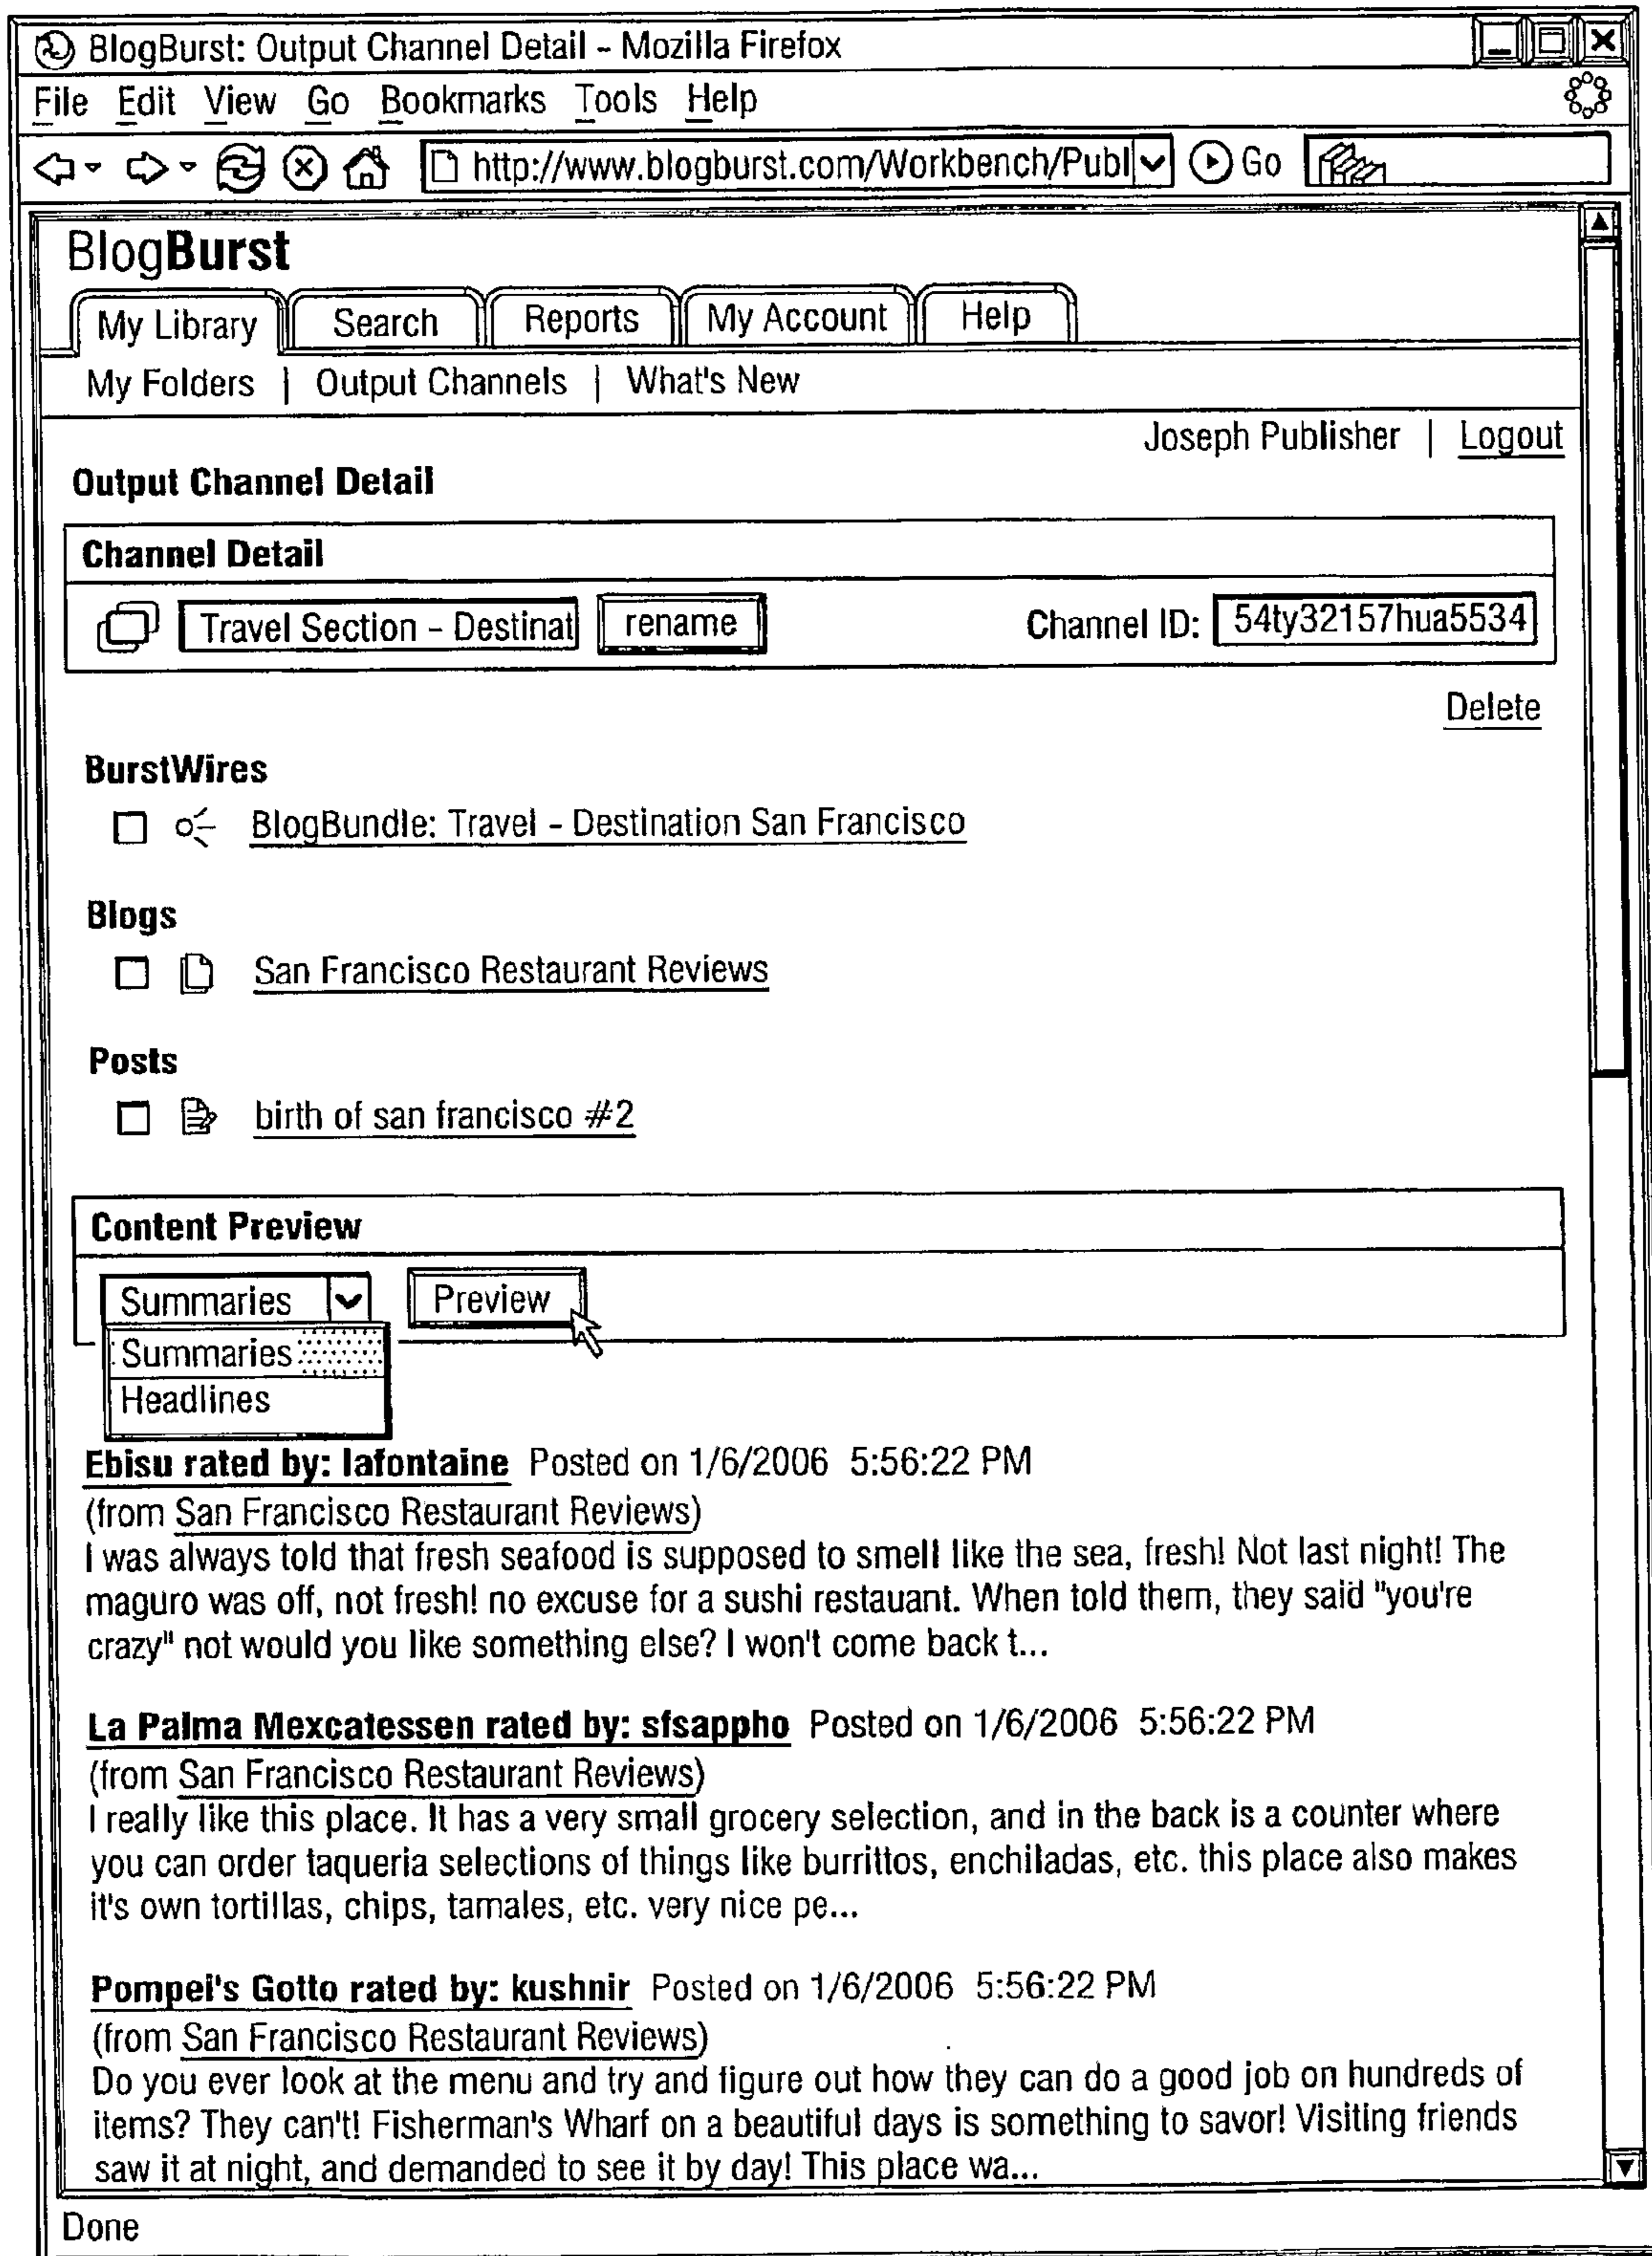 BlogBurst: Output Channel Detail - Mozilla Firefox
File Edit View Go Bookmarks Tools Help
http://www.blogburst.com/Workbench/Publ Go
BlogBurst
My Library Search Reports My Account Help
My Folders | Output Channels | What's New
Joseph Publisher | Logout
Output Channel Detail
Channel Detail
Travel Section - Destinat rename Channel ID: 54ty32157hua5534
Delete
BurstWires
BlogBundle: Travel - Destination San Francisco
Blogs
San Francisco Restaurant Reviews
Posts
birth of san francisco #2
Content Preview
Summaries Preview
Summaries
Headlines
Ebisu rated by: lafontaine Posted on 1/6/2006 5:56:22 PM
(from San Francisco Restaurant Reviews)
I was always told that fresh seafood is supposed to smell like the sea, fresh! Not last night! The
maguro was off, not fresh! no excuse for a sushi restauant. When told them, they said "you're
crazy" not would you like something else? I won't come back t...
La Palma Mexcatessen rated by: sfsappho Posted on 1/6/2006 5:56:22 PM
(from San Francisco Restaurant Reviews)
I really like this place. It has a very small grocery selection, and in the back is a counter where
you can order taqueria selections of things like burrittos, enchiladas, etc. this place also makes
it's own tortillas, chips, tamales, etc. very nice pe...
Pompei's Gotto rated by: kushnir Posted on 1/6/2006 5:56:22 PM
(from San Francisco Restaurant Reviews)
Do you ever look at the menu and try and figure out how they can do a good job on hundreds of
items? They can't! Fisherman's Wharf on a beautiful days is something to savor! Visiting friends
saw it at night, and demanded to see it by day! This place wa...
Done